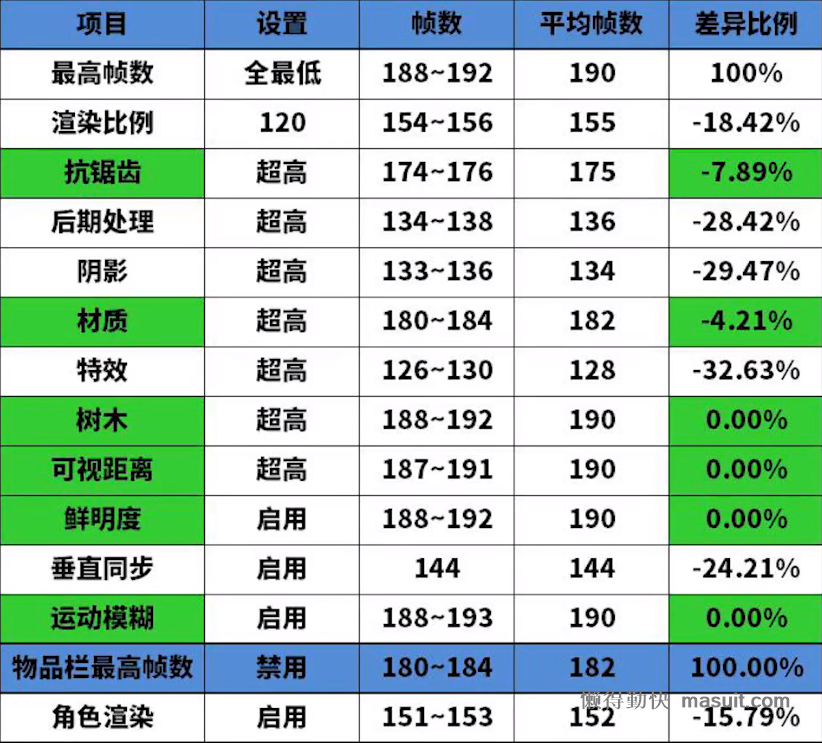 项目 设置 帧数 平均帧数 差异比例
最高帧数 全最低 188~192 190 100%
渲染比例 120 154~156 155 -18.42%
抗锯齿 超高 174~176 175 -7.89%
后期处理 超高 134~138 136 -28.42%
阴影 超高 133~136 134 -29.47%
材质 超高 180~184 182 -4.21%
特效 超高 126~130 128 -32.63%
树木 超高 188~192 190 0.00%
可视距离 超高 187~191 190 0.00%
鲜明度 启用 188~192 190 0.00%
垂直同步 启用 144 144 -24.21%
运动模糊 启用 188~193 190 0.00%
物品栏最高帧数 禁用 180~184 182 100.00%
懒得勤快 masuit.com
角色渲染 启用 151~153 152 -15.79%